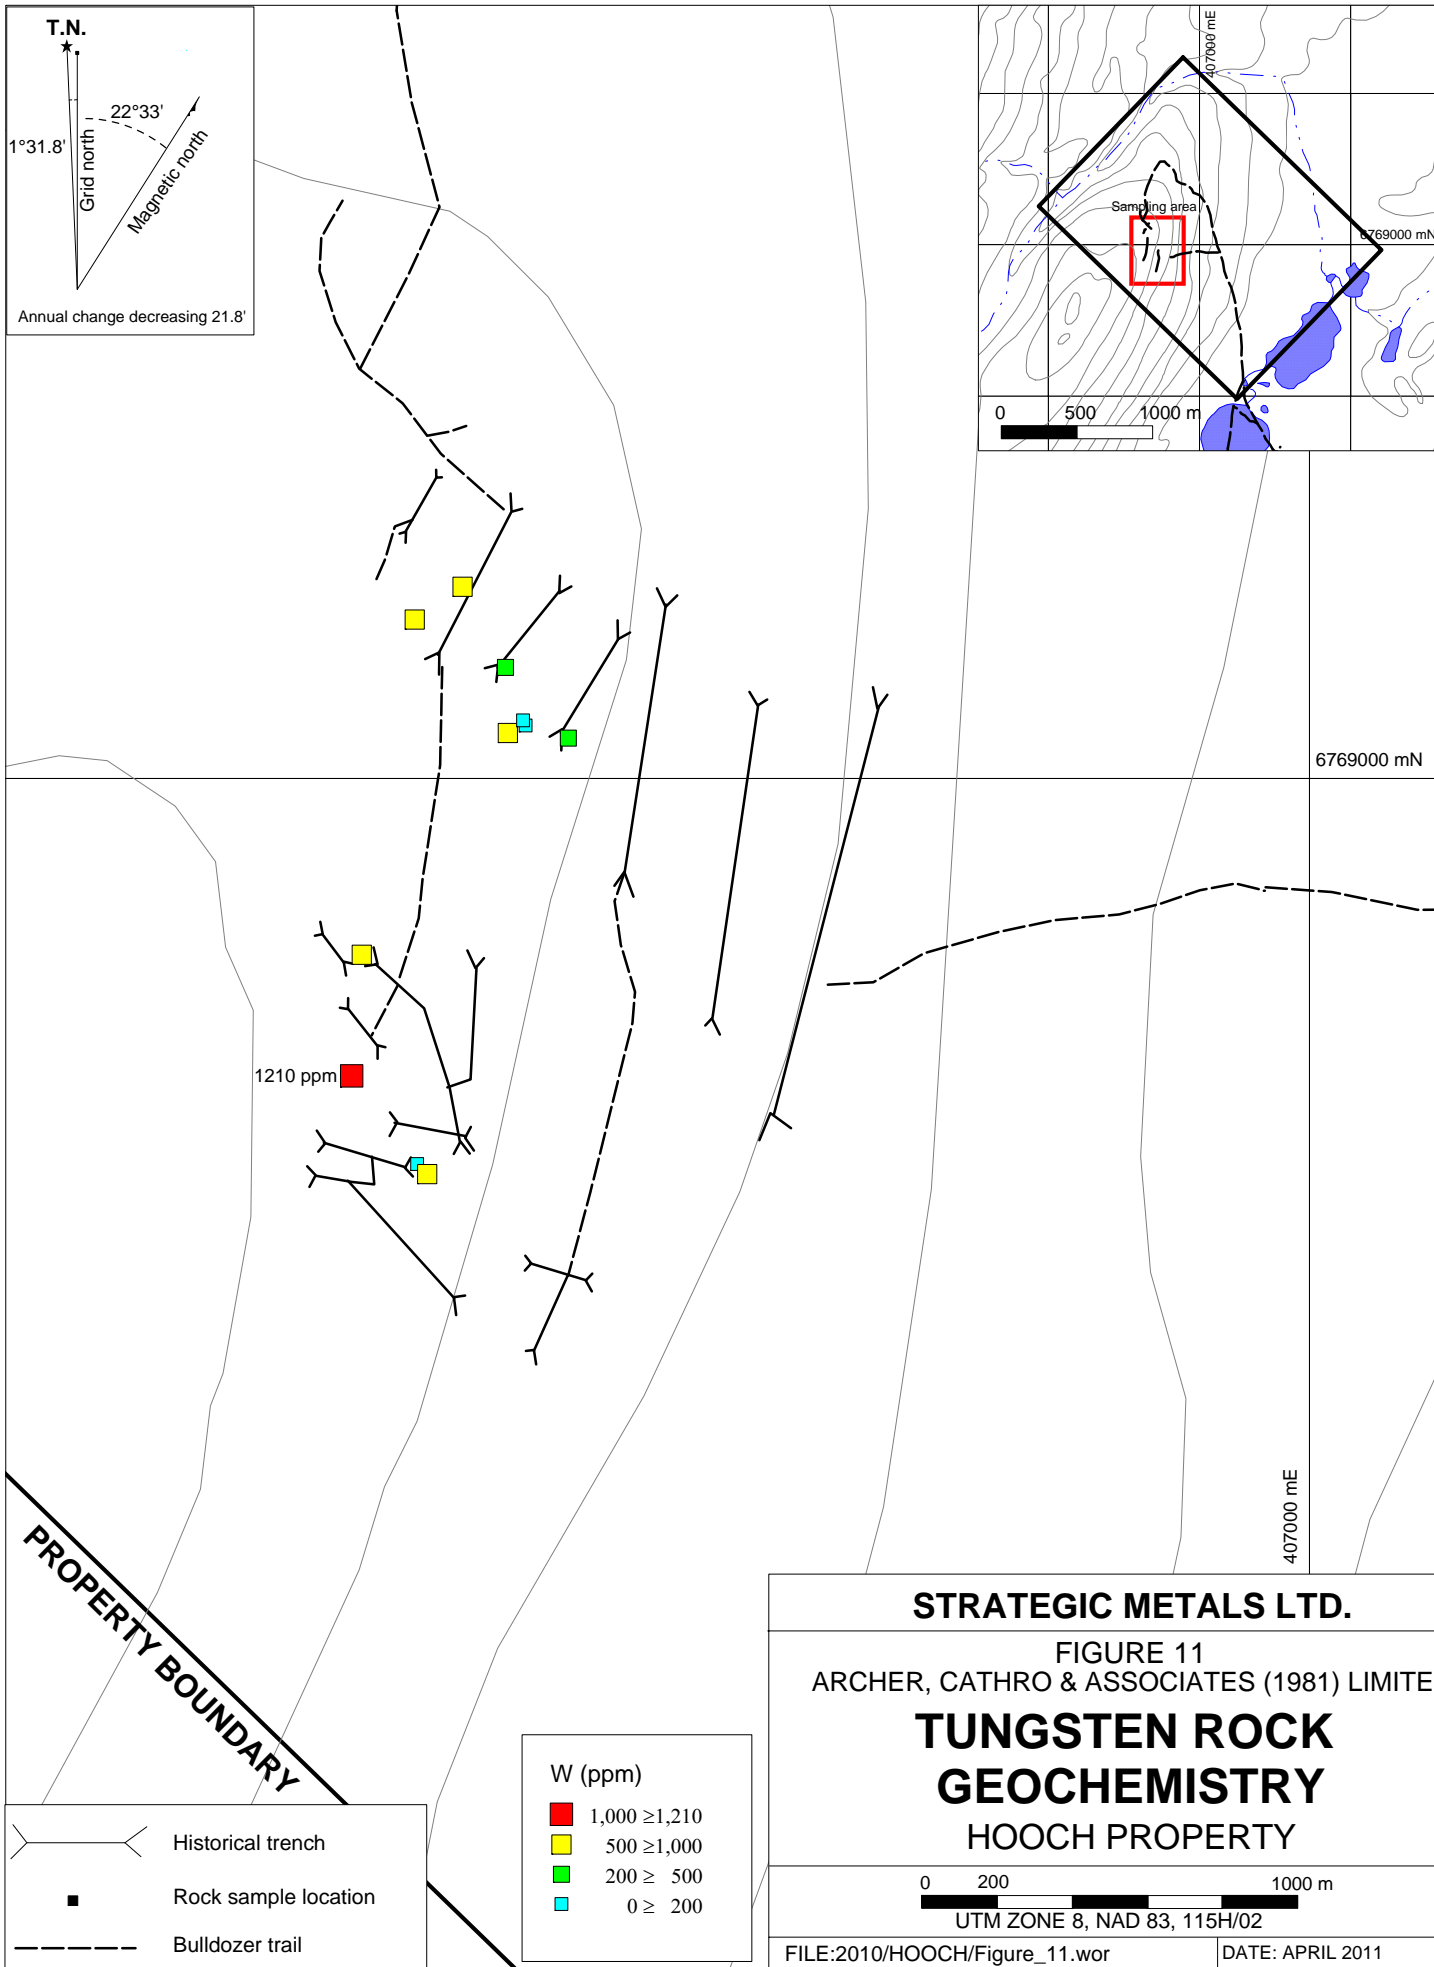 T.N.
22°33'
1°31.8'
Grid north
Magnetic north
Annual change decreasing 21.8'
407000 mE
Sampling area
6769000 mN
0 500 1000 m
6769000 mN
1210 ppm
407000 mE
PROPERTY BOUNDARY
STRATEGIC METALS LTD.
FIGURE 11
ARCHER, CATHRO & ASSOCIATES (1981) LIMITE
TUNGSTEN ROCK
GEOCHEMISTRY
HOOCH PROPERTY
0 200 1000 m
UTM ZONE 8, NAD 83, 115H/02
FILE:2010/HOOCH/Figure_11.wor DATE: APRIL 2011
W (ppm)
1,000 ≥1,210
500 ≥1,000
200 ≥ 500
0 ≥ 200
Historical trench
Rock sample location
Bulldozer trail